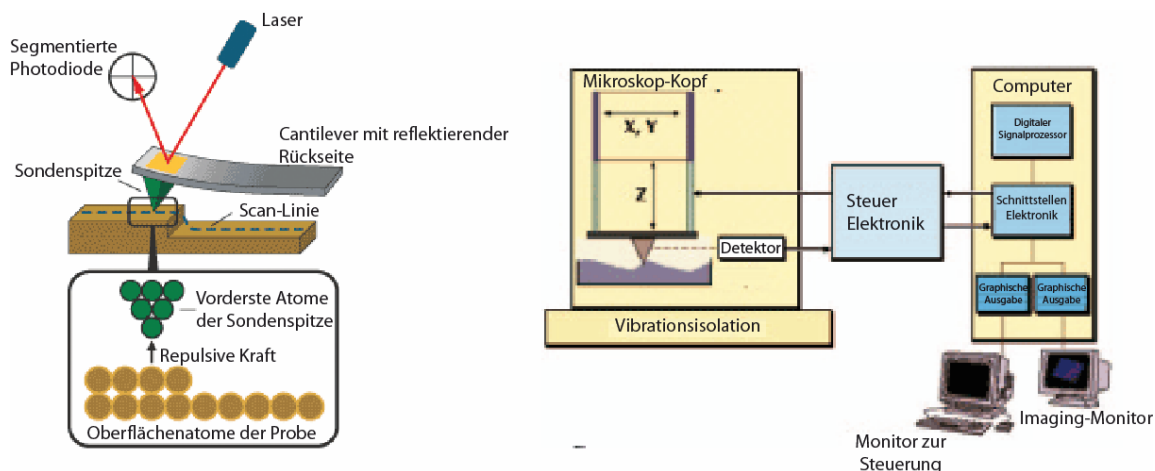 Laser
Segmentierte
Photodiode
Cantilever mit reflektierender
Rückseite
Sondenspitze
Scan-Linie
Vorderste Atome
der Sondenspitze
Repulsive Kraft
Oberflächenatome der Probe
Mikroskop-Kopf
X, Y
Z
Detektor
Vibrationsisolation
Steuer
Elektronik
Computer
Digitaler
Signalprozessor
Schnittstellen
Elektronik
Graphische
Ausgabe
Graphische
Ausgabe
Imaging-Monitor
Monitor zur
Steuerung